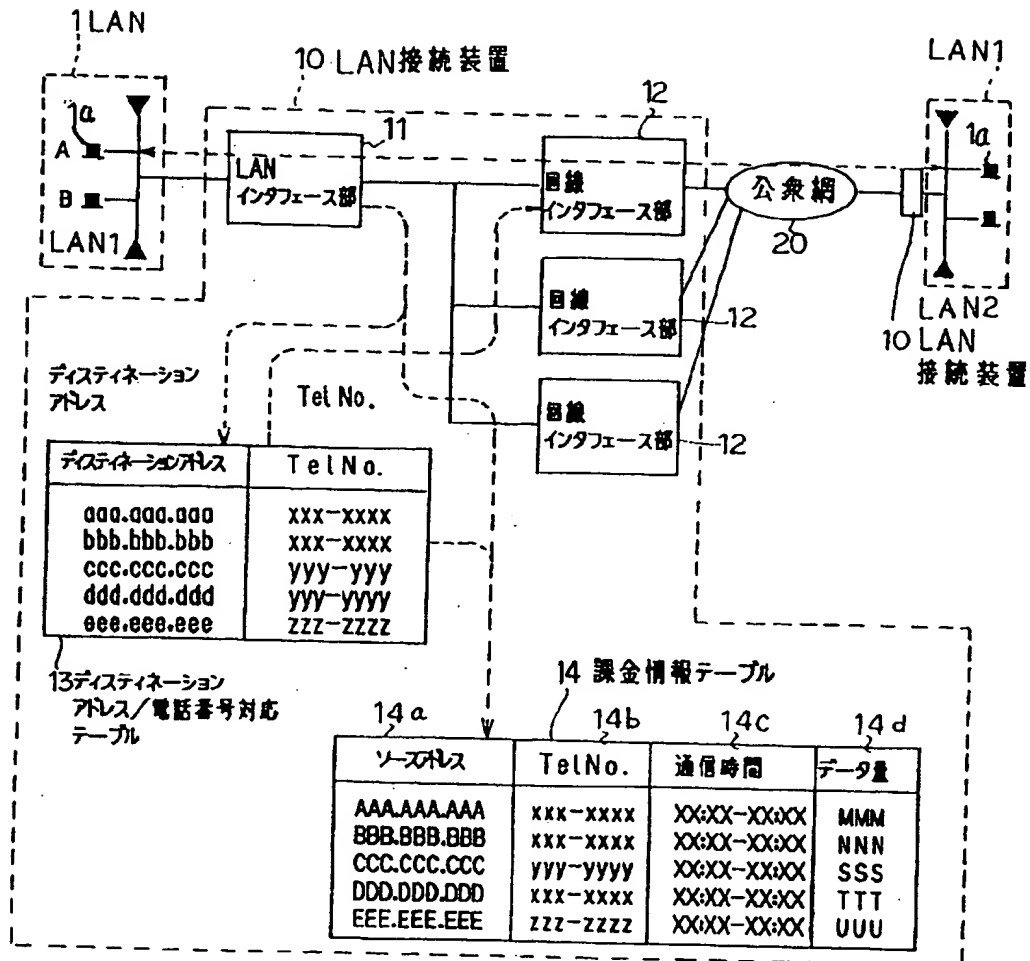 1 LAN
1a
A
B
LAN1
10 LAN接続装置
11
LAN
インタフェース部
12
回線
インタフェース部
回線
インタフェース部
12
回線
インタフェース部
12
公衆網
20
LAN1
1a
LAN2
10 LAN
接続装置
ディスティネーション
アドレス
Tel No.
ディスティネーションアドレス TelNo.
aaa.aaa.aaa xxx-xxxx
bbb.bbb.bbb xxx-xxxx
ccc.ccc.ccc yyy-yyy
ddd.ddd.ddd yyy-yyyy
eee.eee.eee zzz-zzzz
13ディスティネーション
アドレス/電話番号対応
テーブル
14 課金情報テーブル
14a 14b 14c 14d
ソースアドレス TelNo. 通信時間 データ量
AAA.AAA.AAA xxx-xxxx XX:XX-XX:XX MMM
BBB.BBB.BBB xxx-xxxx XX:XX-XX:XX NNN
CCC.CCC.CCC yyy-yyyy XX:XX-XX:XX SSS
DDD.DDD.DDD xxx-xxxx XX:XX-XX:XX TTT
EEE.EEE.EEE zzz-zzzz XX:XX-XX:XX UUU